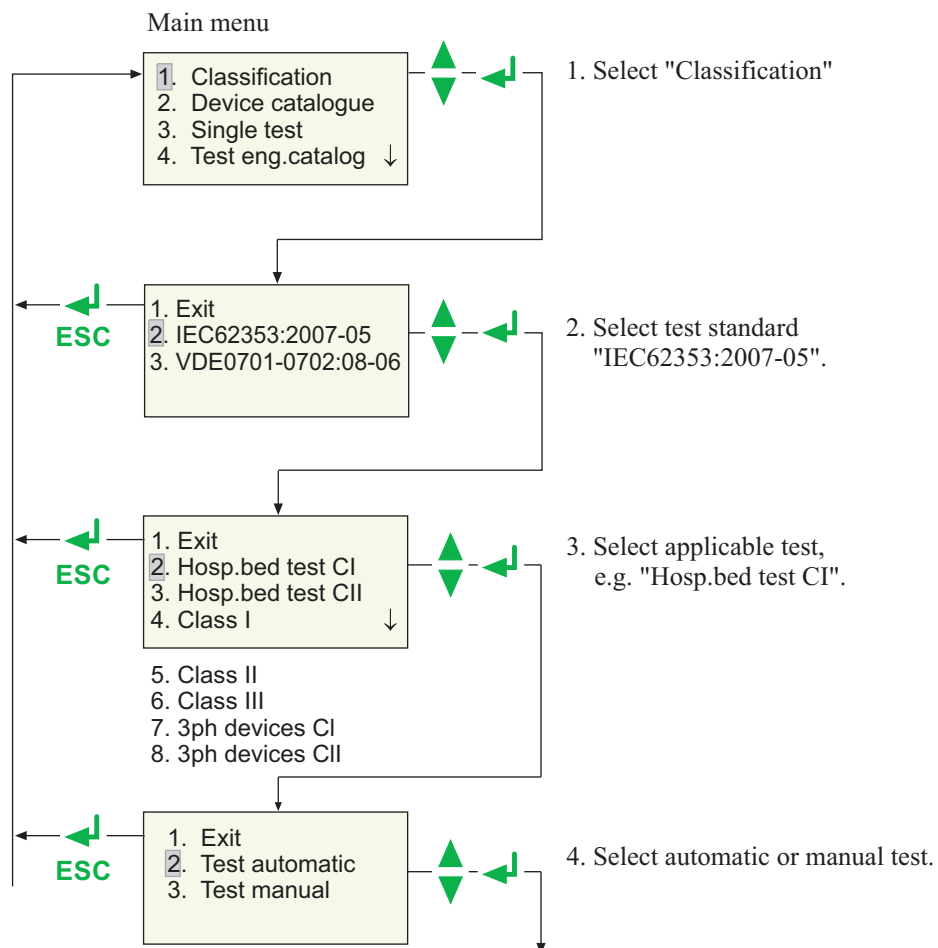 Main menu
1. Classification
2. Device catalogue
3. Single test
4. Test eng.catalog ↓
1. Select "Classification"
ESC
1. Exit
2. IEC62353:2007-05
3. VDE0701-0702:08-06
2. Select test standard
"IEC62353:2007-05".
ESC
1. Exit
2. Hosp.bed test CI
3. Hosp.bed test CII
4. Class I ↓
5. Class II
6. Class III
7. 3ph devices CI
8. 3ph devices CII
3. Select applicable test,
e.g. "Hosp.bed test CI".
ESC
1. Exit
2. Test automatic
3. Test manual
4. Select automatic or manual test.